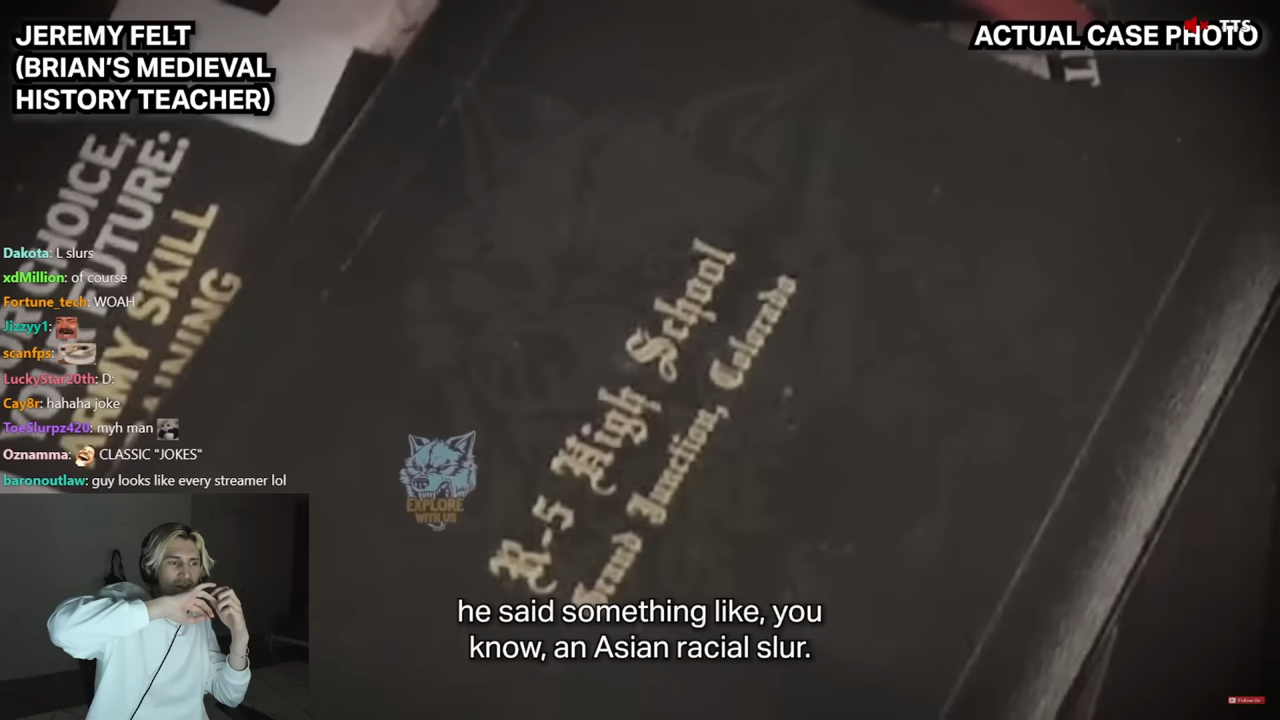 JEREMY FELT
(BRIAN'S MEDIEVAL
HISTORY TEACHER)
ACTUAL CASE PHOTO
TTS
CHOICE,
FUTURE:
SKILL
R-5 High School
Grand Junction, Colorado
Dakota: L slurs
xdMillion: of course
Fortune_tech: WOAH
Jizzyy1:
scanfps:
LuckyStar20th: D:
Cay8r: hahaha joke
ToeSlurpz420: myh man
Oznamma: CLASSIC "JOKES"
baronoutlaw: guy looks like every streamer lol
EXPLORE
WITH US
he said something like, you
know, an Asian racial slur.
Follow Us